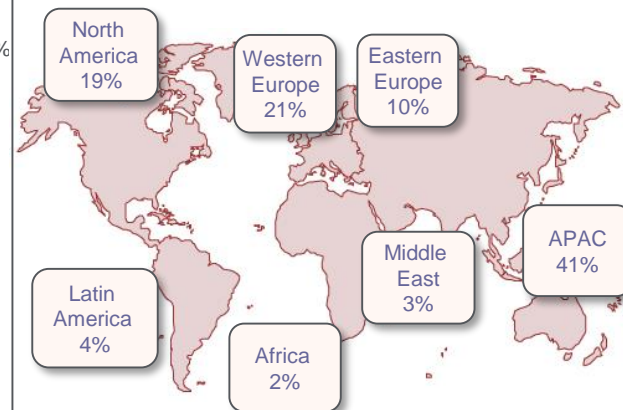 %
North
America
19%
Western
Europe
21%
Eastern
Europe
10%
Middle
East
3%
APAC
41%
Latin
America
4%
Africa
2%